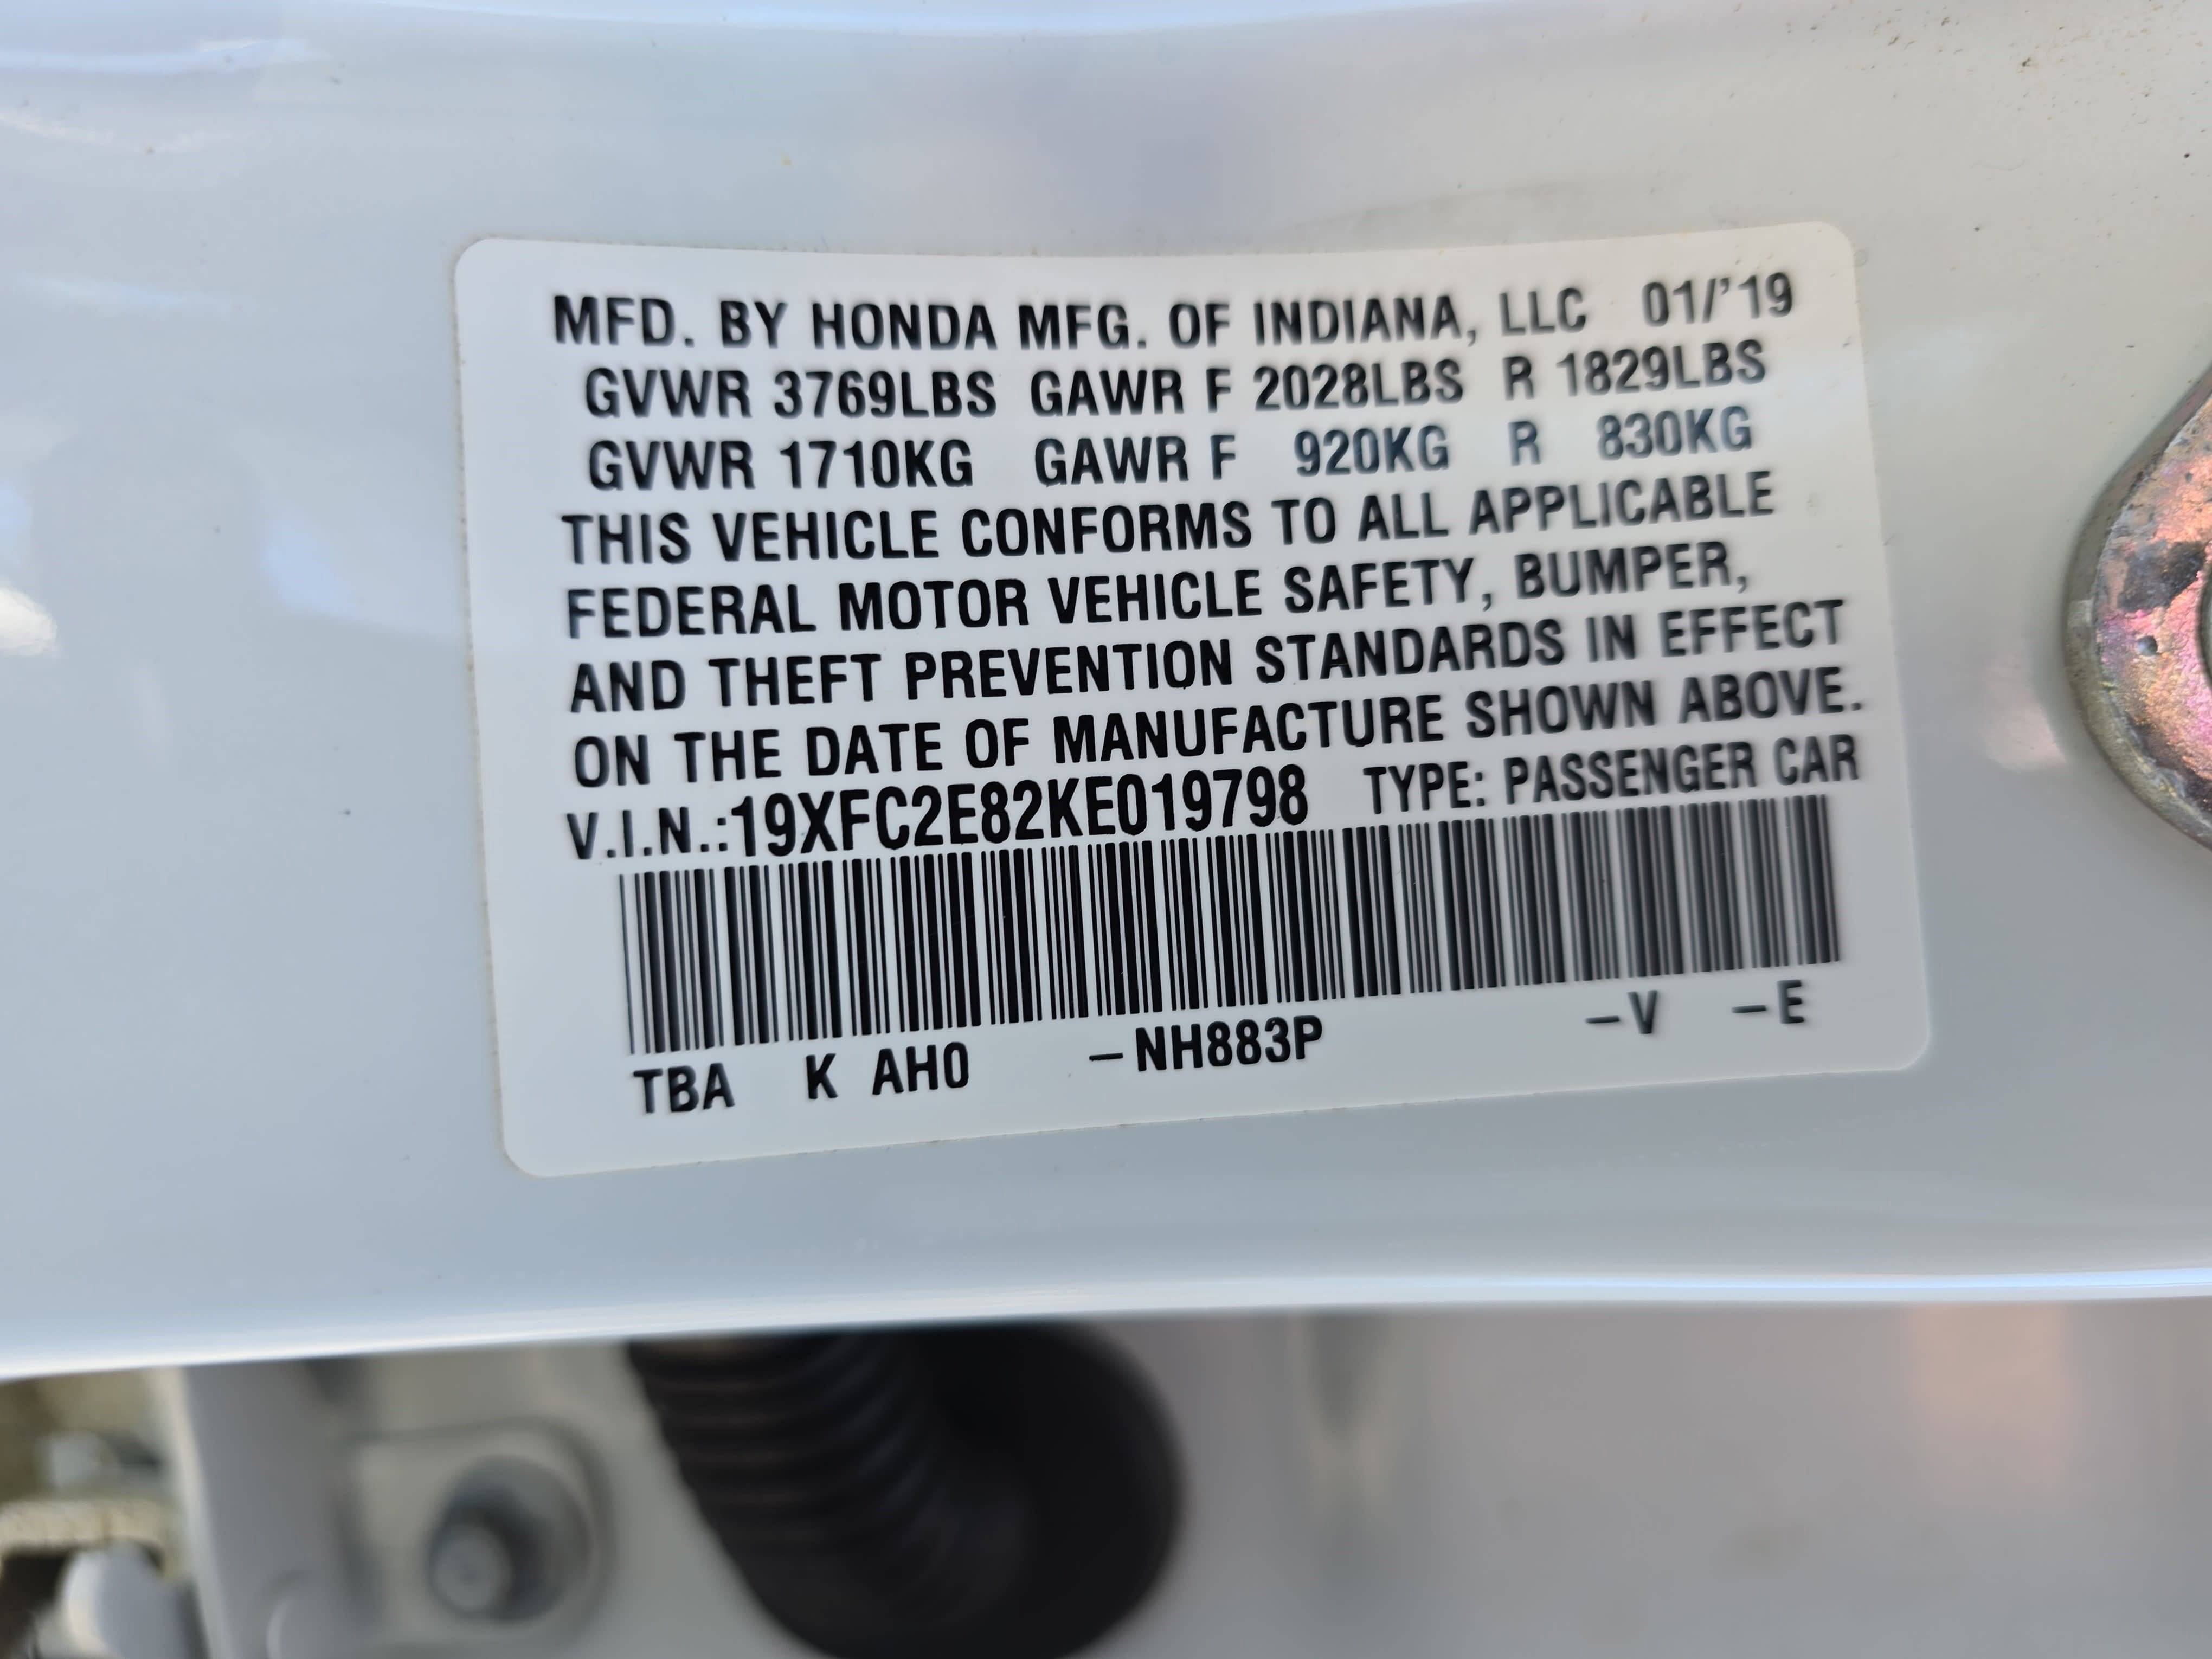 MFD. BY HONDA MFG. OF INDIANA, LLC 01/'19
GVWR 3769LBS GAWR F 2028LBS R 1829LBS
GVWR 1710KG GAWR F 920KG R 830KG
THIS VEHICLE CONFORMS TO ALL APPLICABLE
FEDERAL MOTOR VEHICLE SAFETY, BUMPER,
AND THEFT PREVENTION STANDARDS IN EFFECT
ON THE DATE OF MANUFACTURE SHOWN ABOVE.
V.I.N.:19XFC2E82KE019798 TYPE: PASSENGER CAR
TBA K AH0 –NH883P –V –E